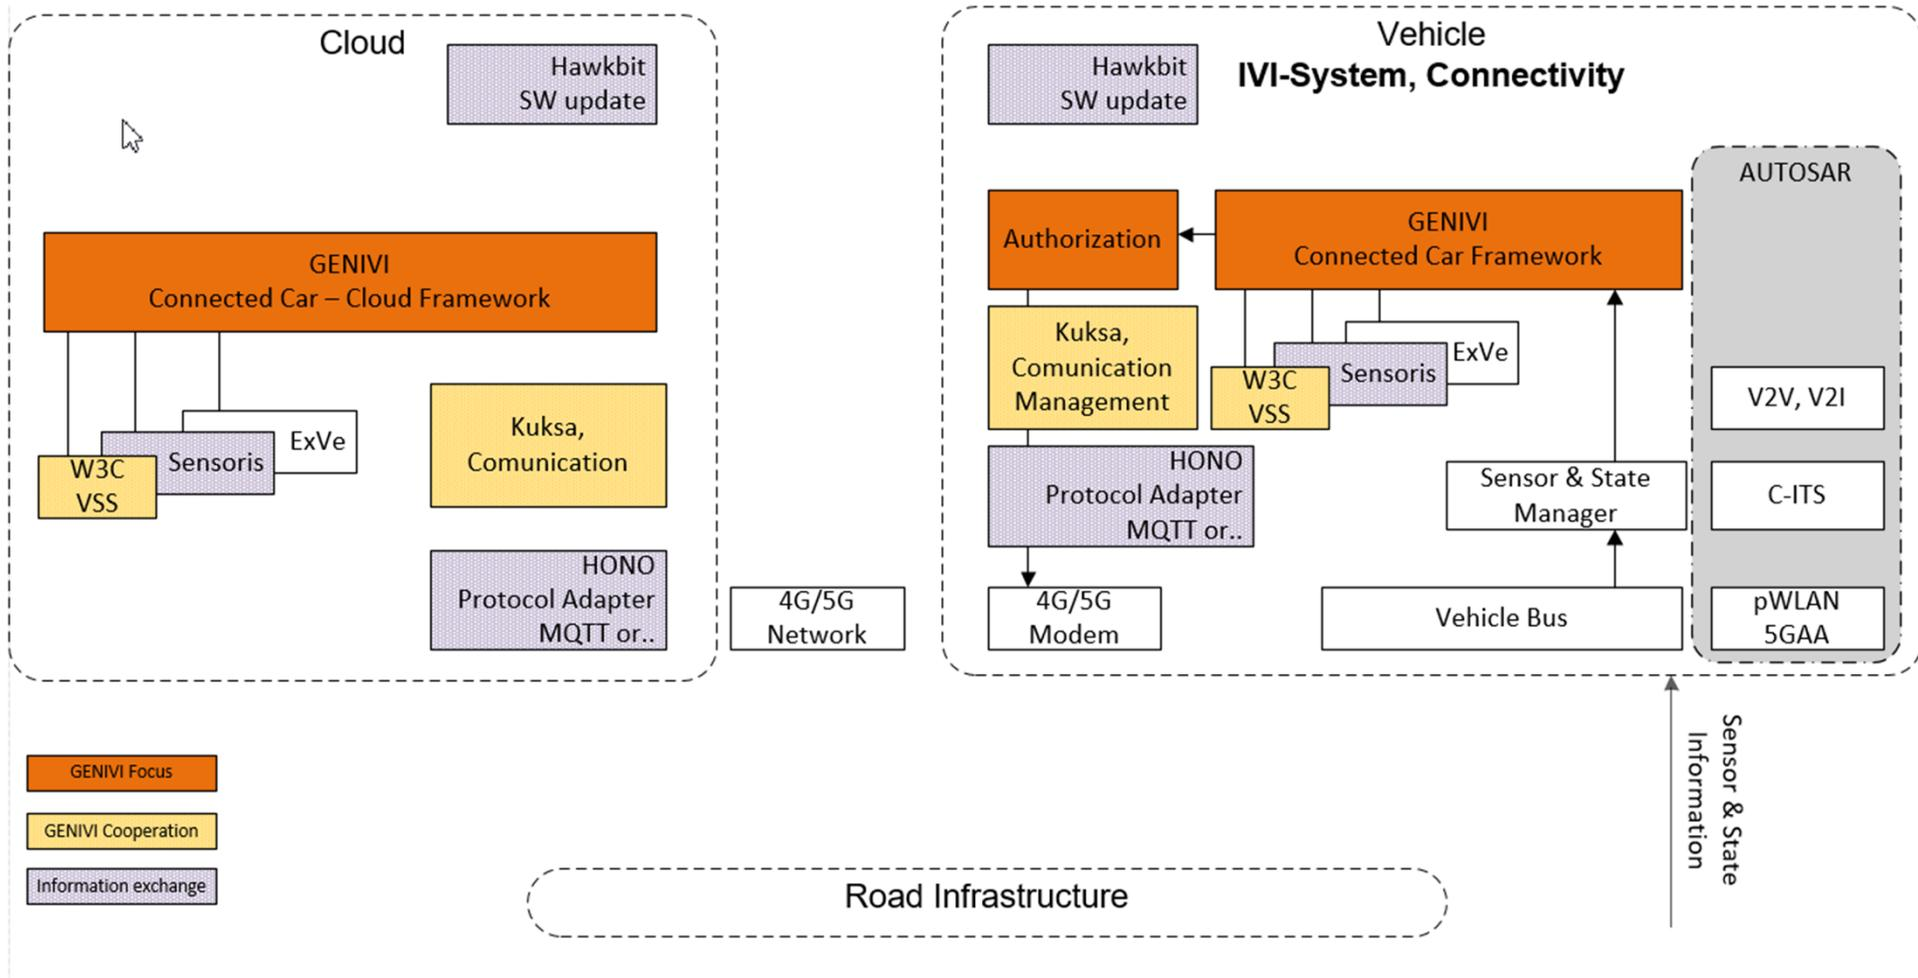 Cloud
Hawkbit
SW update
GENIVI
Connected Car – Cloud Framework
ExVe
Sensoris
W3C
VSS
Kuksa,
Comunication
HONO
Protocol Adapter
MQTT or..
4G/5G
Network
Vehicle
IVI-System, Connectivity
Hawkbit
SW update
Authorization
GENIVI
Connected Car Framework
Kuksa,
Comunication
Management
ExVe
Sensoris
W3C
VSS
HONO
Protocol Adapter
MQTT or..
Sensor & State
Manager
4G/5G
Modem
Vehicle Bus
AUTOSAR
V2V, V2I
C-ITS
pWLAN
5GAA
Sensor & State
Information
GENIVI Focus
GENIVI Cooperation
Information exchange
Road Infrastructure